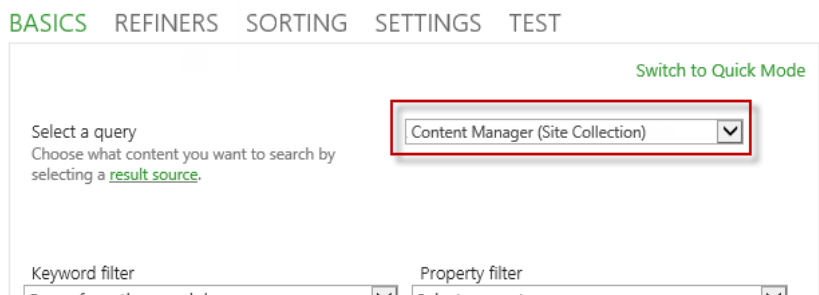 BASICS REFINERS SORTING SETTINGS TEST
Switch to Quick Mode
Select a query
Content Manager (Site Collection)
Choose what content you want to search by
selecting a result source.
Keyword filter Property filter